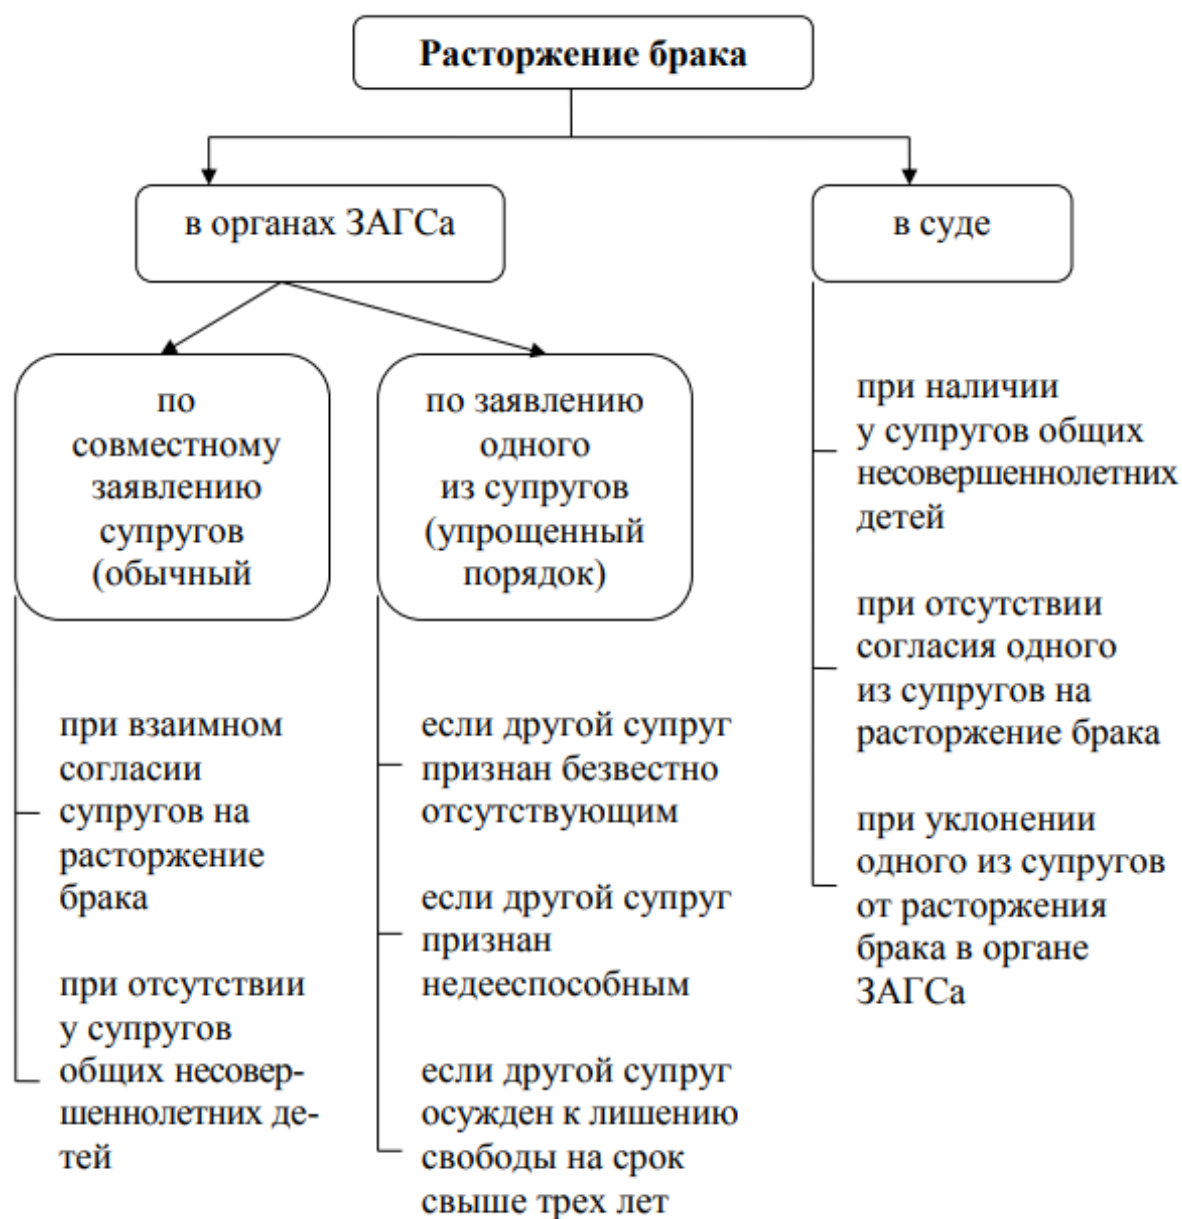 Расторжение брака
в органах ЗАГСа
в суде
по
совместному
заявлению
супругов
(обычный
по заявлению
одного
из супругов
(упрощенный
порядок)
при взаимном
согласии
супругов на
расторжение
брака
при отсутствии
у супругов
общих несовер-
шеннолетних де-
тей
если другой супруг
признан безвестно
отсутствующим
если другой супруг
признан
недееспособным
если другой супруг
осужден к лишению
свободы на срок
свыше трех лет
при наличии
у супругов общих
несовершеннолетних
детей
при отсутствии
согласия одного
из супругов на
расторжение брака
при уклонении
одного из супругов
от расторжения
брака в органе
ЗАГСа